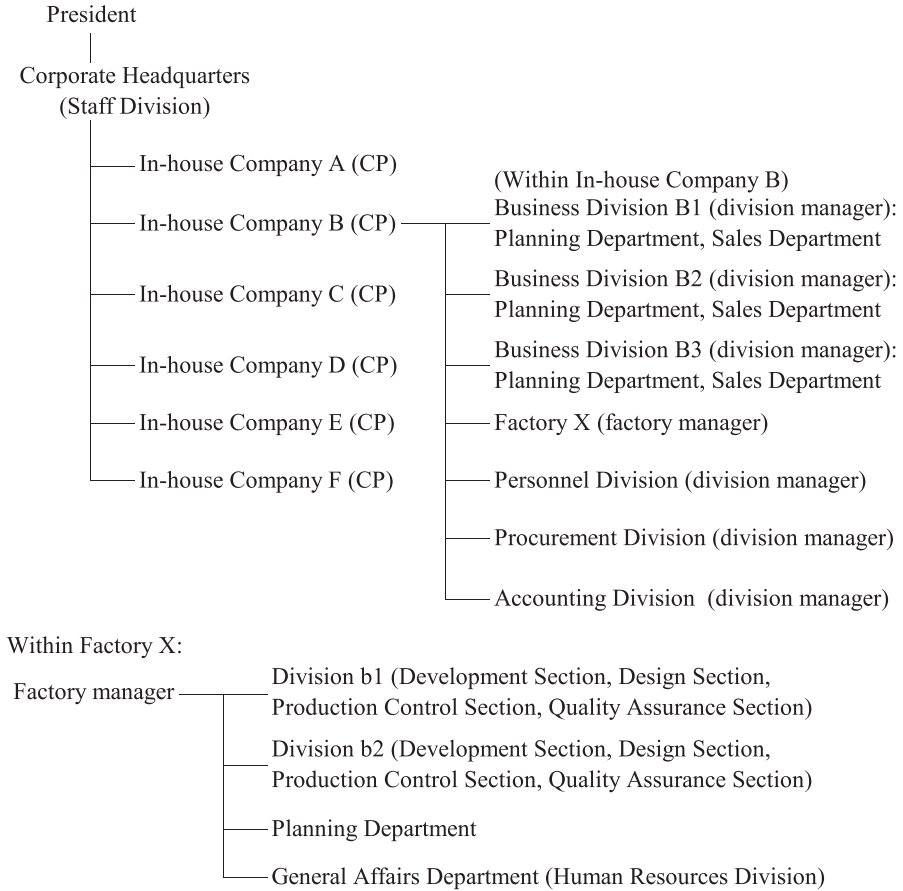 President
Corporate Headquarters
(Staff Division)
In-house Company A (CP)
In-house Company B (CP)
In-house Company C (CP)
In-house Company D (CP)
In-house Company E (CP)
In-house Company F (CP)
(Within In-house Company B)
Business Division B1 (division manager):
Planning Department, Sales Department
Business Division B2 (division manager):
Planning Department, Sales Department
Business Division B3 (division manager):
Planning Department, Sales Department
Factory X (factory manager)
Personnel Division (division manager)
Procurement Division (division manager)
Accounting Division (division manager)
Within Factory X:
Factory manager
Division b1 (Development Section, Design Section,
Production Control Section, Quality Assurance Section)
Division b2 (Development Section, Design Section,
Production Control Section, Quality Assurance Section)
Planning Department
General Affairs Department (Human Resources Division)